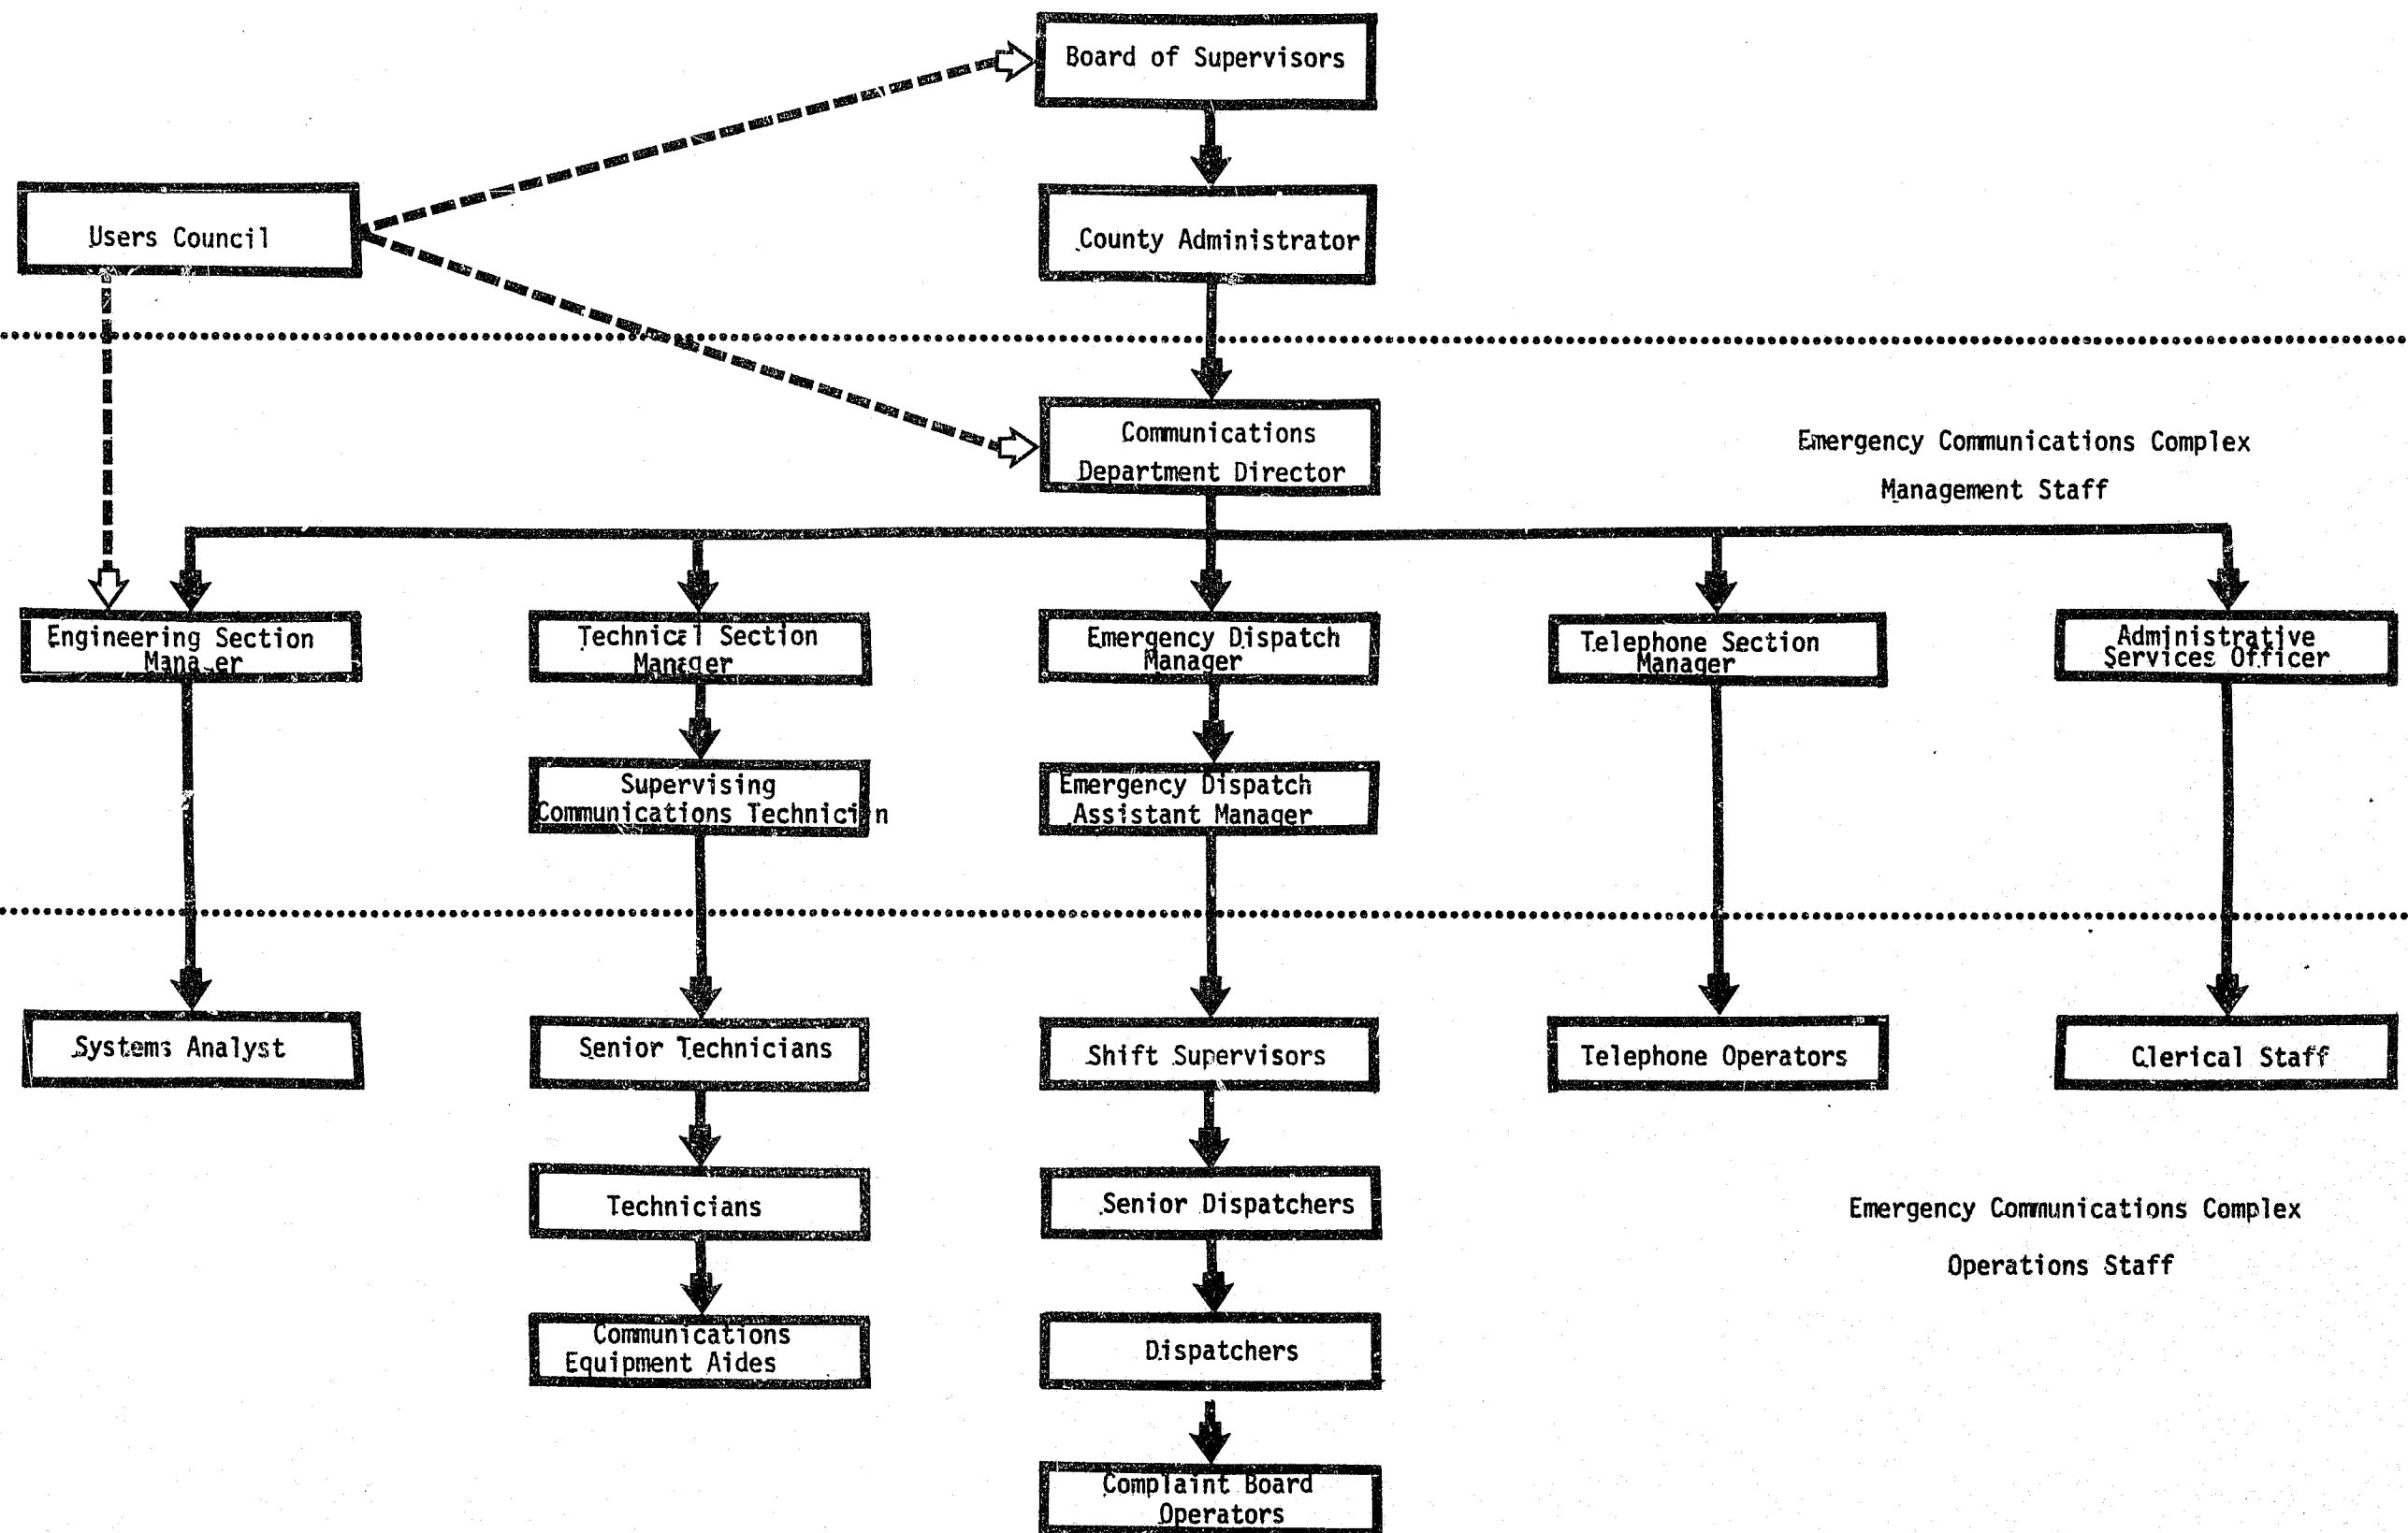 Board of Supervisors
Users Council
County Administrator
Communications
Department Director
Emergency Communications Complex
Management Staff
Engineering Section
Manager
Technical Section
Manager
Emergency Dispatch
Manager
Telephone Section
Manager
Administrative
Services Officer
Supervising
Communications Technician
Emergency Dispatch
Assistant Manager
Systems Analyst
Senior Technicians
Shift Supervisors
Telephone Operators
Clerical Staff
Technicians
Senior Dispatchers
Emergency Communications Complex
Operations Staff
Communications
Equipment Aides
Dispatchers
Complaint Board
Operators